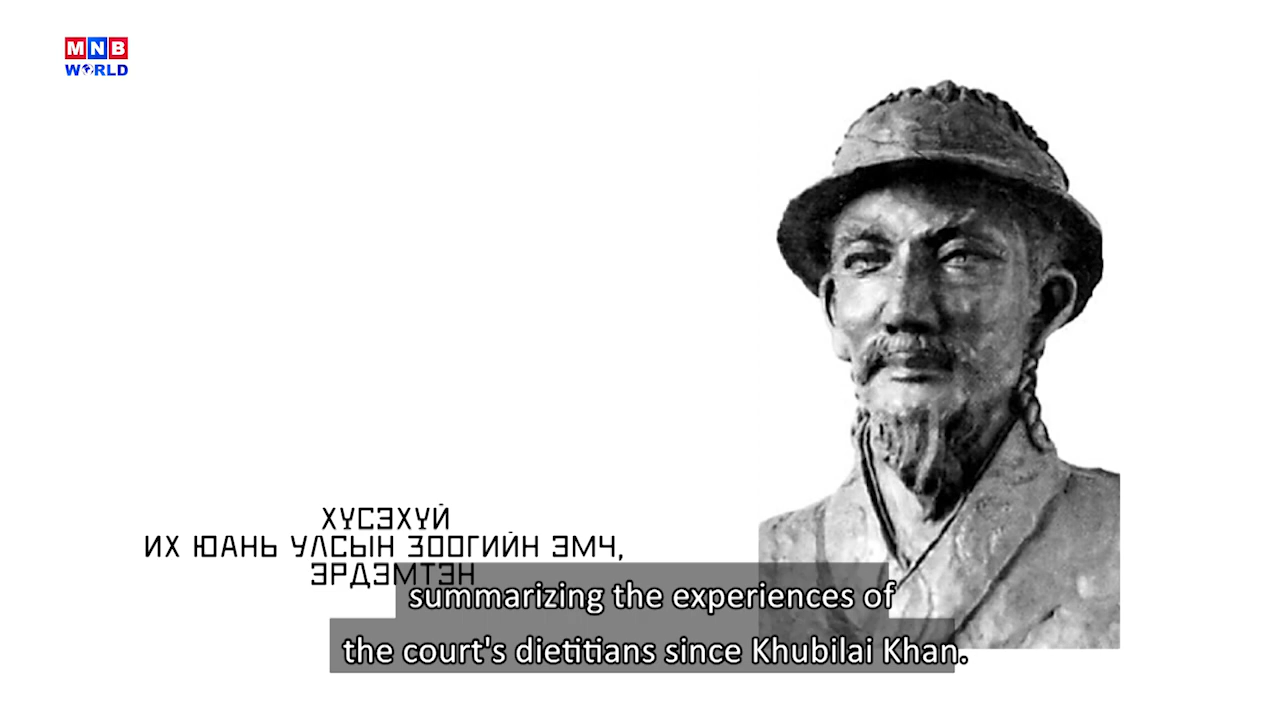 MNB
WORLD
ХҮСЭХҮЙ
ИХ ЮАНЬ УЛСЫН ЗООГИЙН ЭМЧ,
ЭРДЭМТЭН
summarizing the experiences of
the court's dietitians since Khubilai Khan.